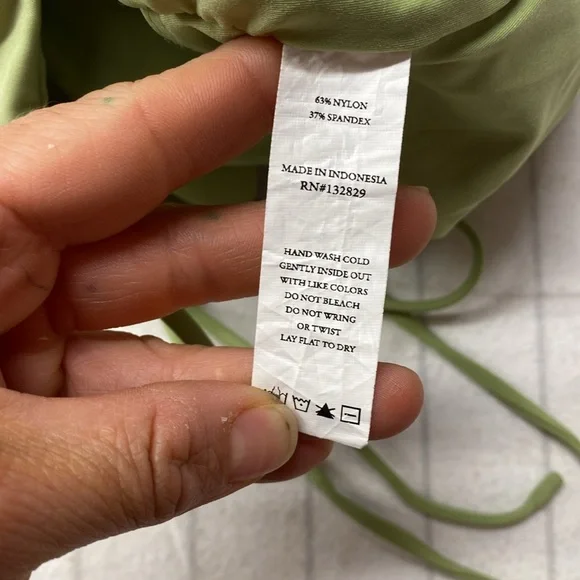 63% NYLON
37% SPANDEX
MADE IN INDONESIA
RN#132829
HAND WASH COLD
GENTLY INSIDE OUT
WITH LIKE COLORS
DO NOT BLEACH
DO NOT WRING
OR TWIST
LAY FLAT TO DRY